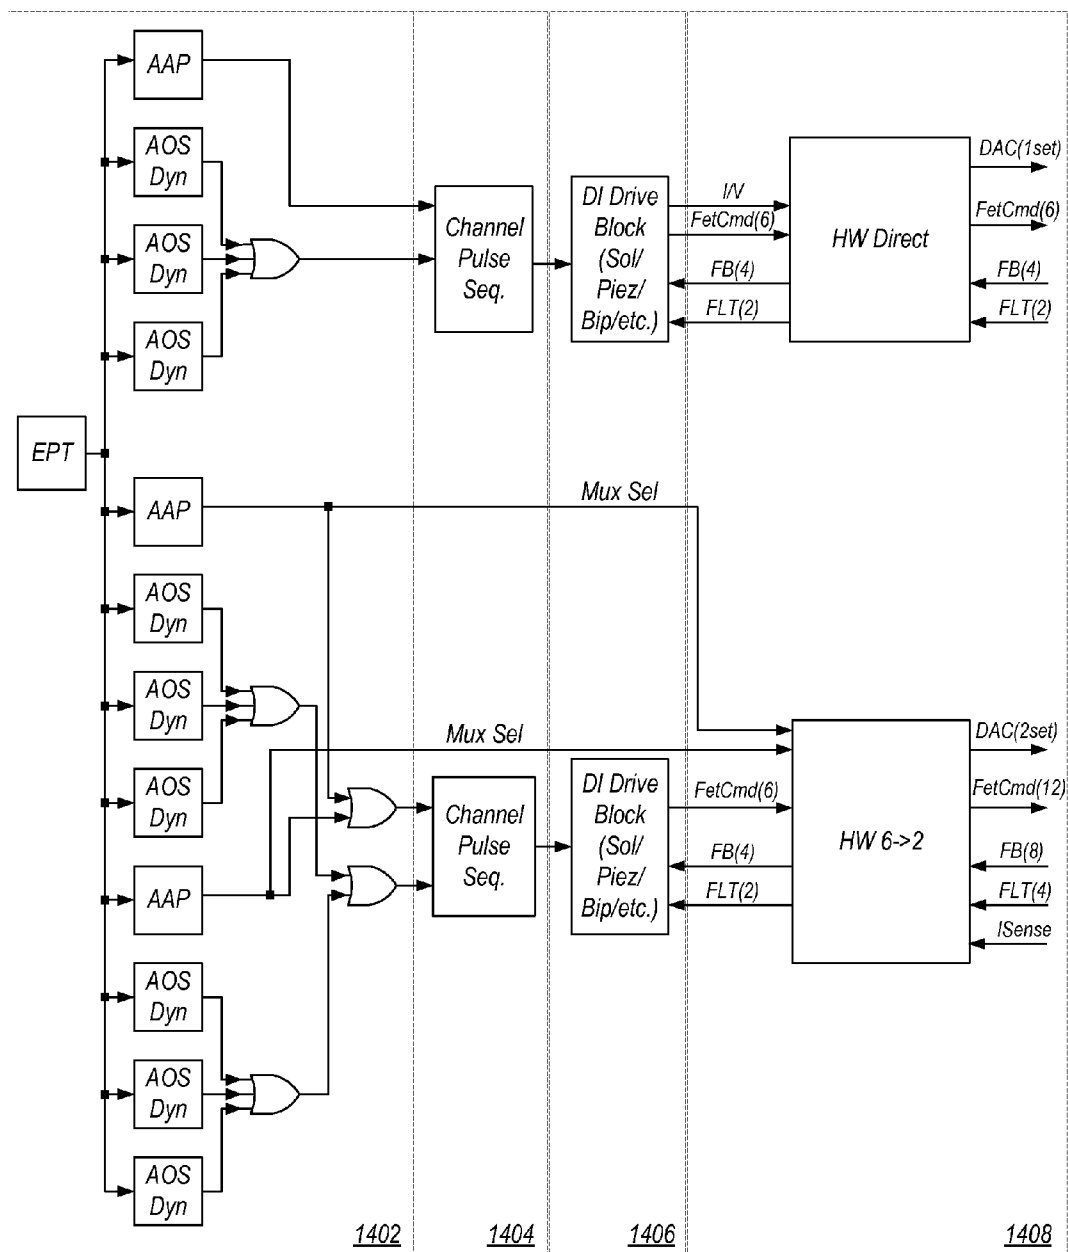 AAP
AOS
Dyn
AOS
Dyn
AOS
Dyn
Channel
Pulse
Seq.
DI Drive
Block
(Sol/
Piez/
Bip/etc.)
I/V
FetCmd(6)
FB(4)
FLT(2)
HW Direct
DAC(1set)
FetCmd(6)
FB(4)
FLT(2)
EPT
AAP
Mux Sel
AOS
Dyn
AOS
Dyn
AOS
Dyn
Mux Sel
AAP
AOS
Dyn
AOS
Dyn
AOS
Dyn
Channel
Pulse
Seq.
DI Drive
Block
(Sol/
Piez/
Bip/etc.)
FetCmd(6)
FB(4)
FLT(2)
HW 6->2
DAC(2set)
FetCmd(12)
FB(8)
FLT(4)
ISense
1402
1404
1406
1408